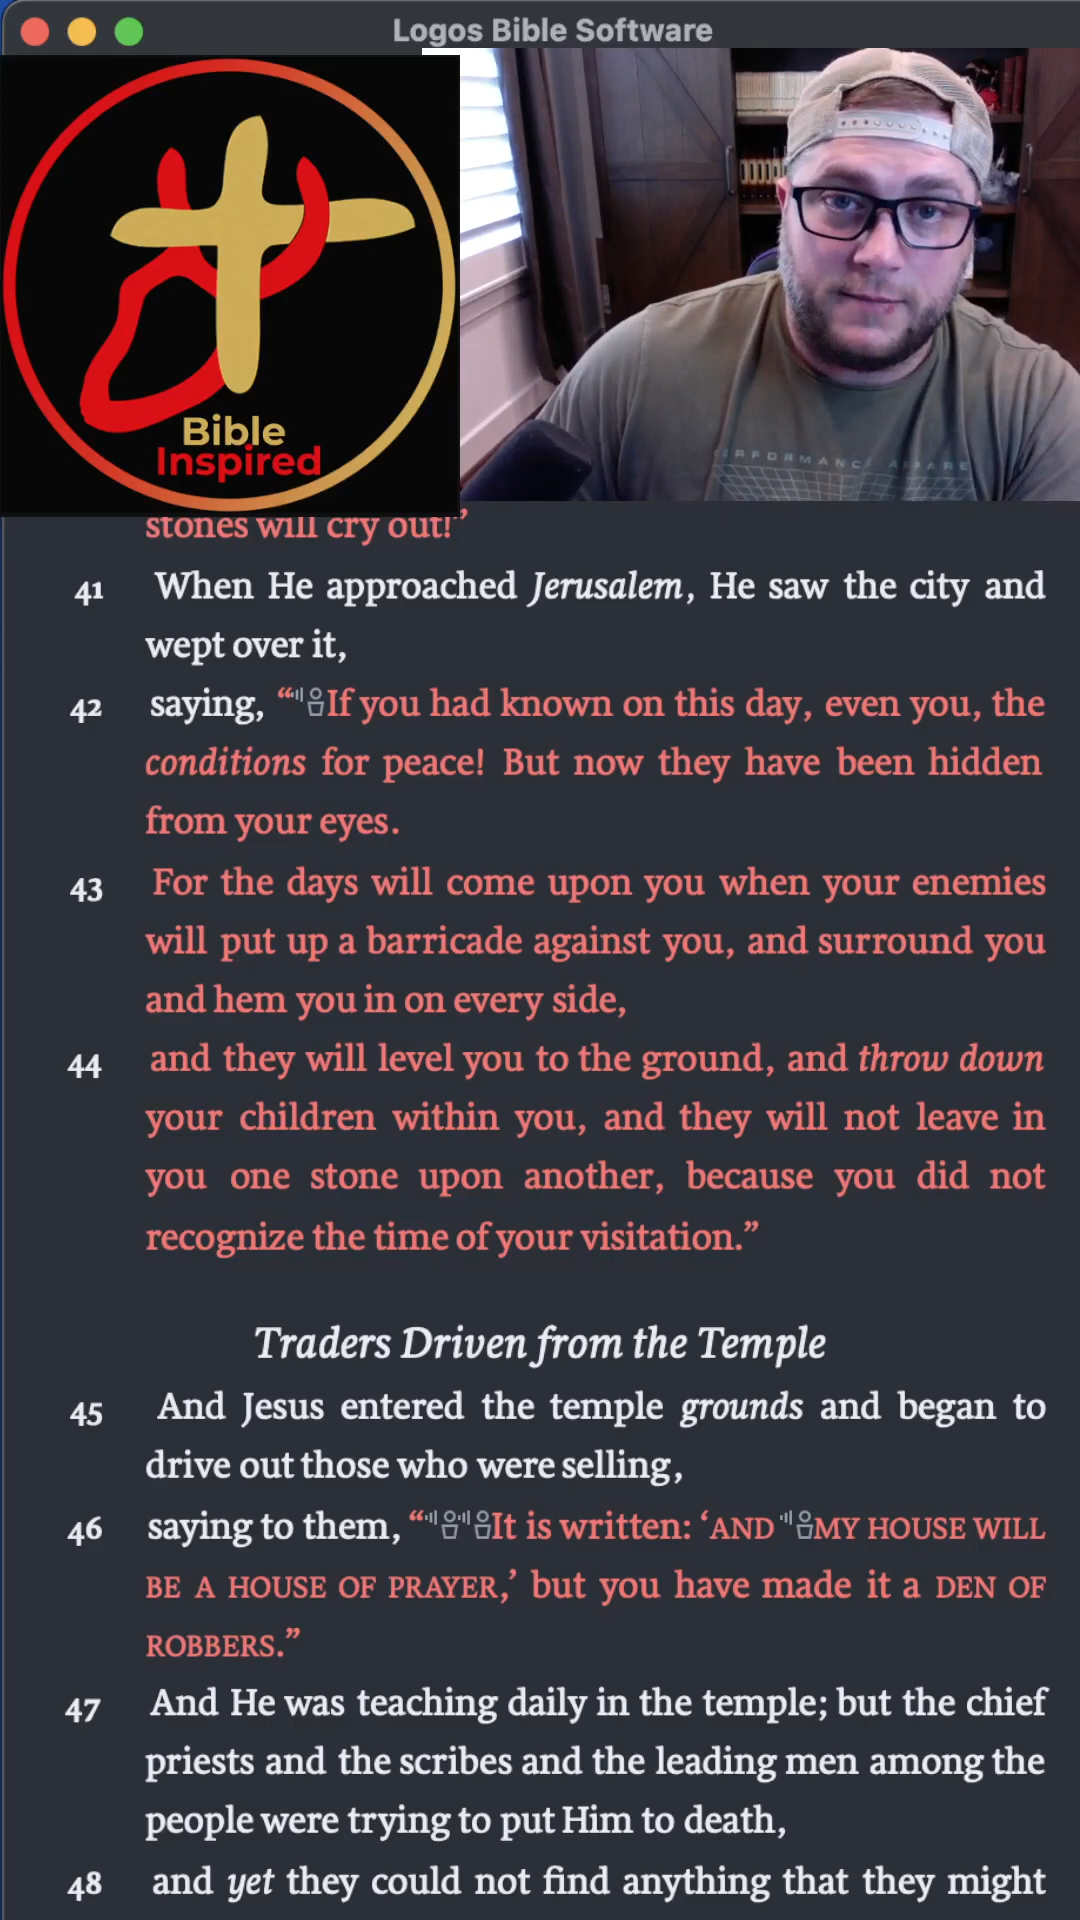 Logos Bible Software
Bible
Inspired
PERFORMANCE APPAREL
stones will cry out!”
41 When He approached Jerusalem, He saw the city and
wept over it,
42 saying, “If you had known on this day, even you, the
conditions for peace! But now they have been hidden
from your eyes.
43 For the days will come upon you when your enemies
will put up a barricade against you, and surround you
and hem you in on every side,
44 and they will level you to the ground, and throw down
your children within you, and they will not leave in
you one stone upon another, because you did not
recognize the time of your visitation.”
Traders Driven from the Temple
45 And Jesus entered the temple grounds and began to
drive out those who were selling,
46 saying to them, “It is written: ‘AND MY HOUSE WILL
BE A HOUSE OF PRAYER,’ but you have made it a DEN OF
ROBBERS.”
47 And He was teaching daily in the temple; but the chief
priests and the scribes and the leading men among the
people were trying to put Him to death,
48 and yet they could not find anything that they might